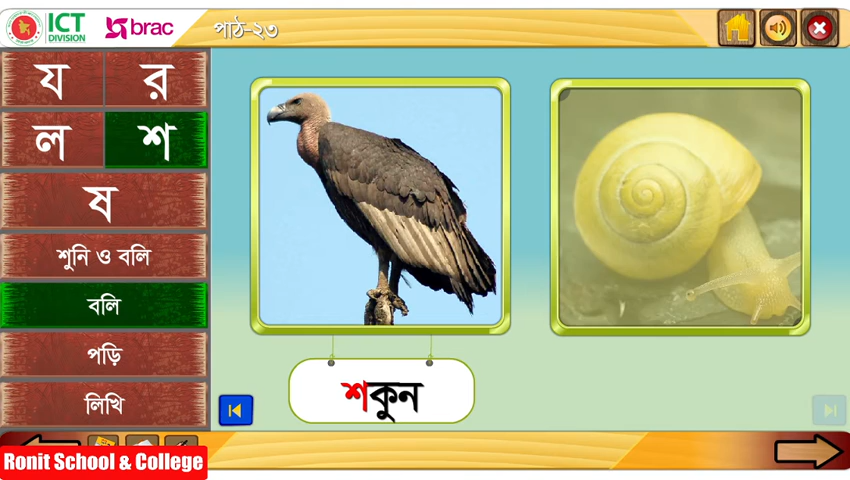 ICT
DIVISION
brac
পাঠ-২৩
য
র
ল
শ
ষ
শুনি ও বলি
বলি
পড়ি
লিখি
শকুন
Ronit School & College